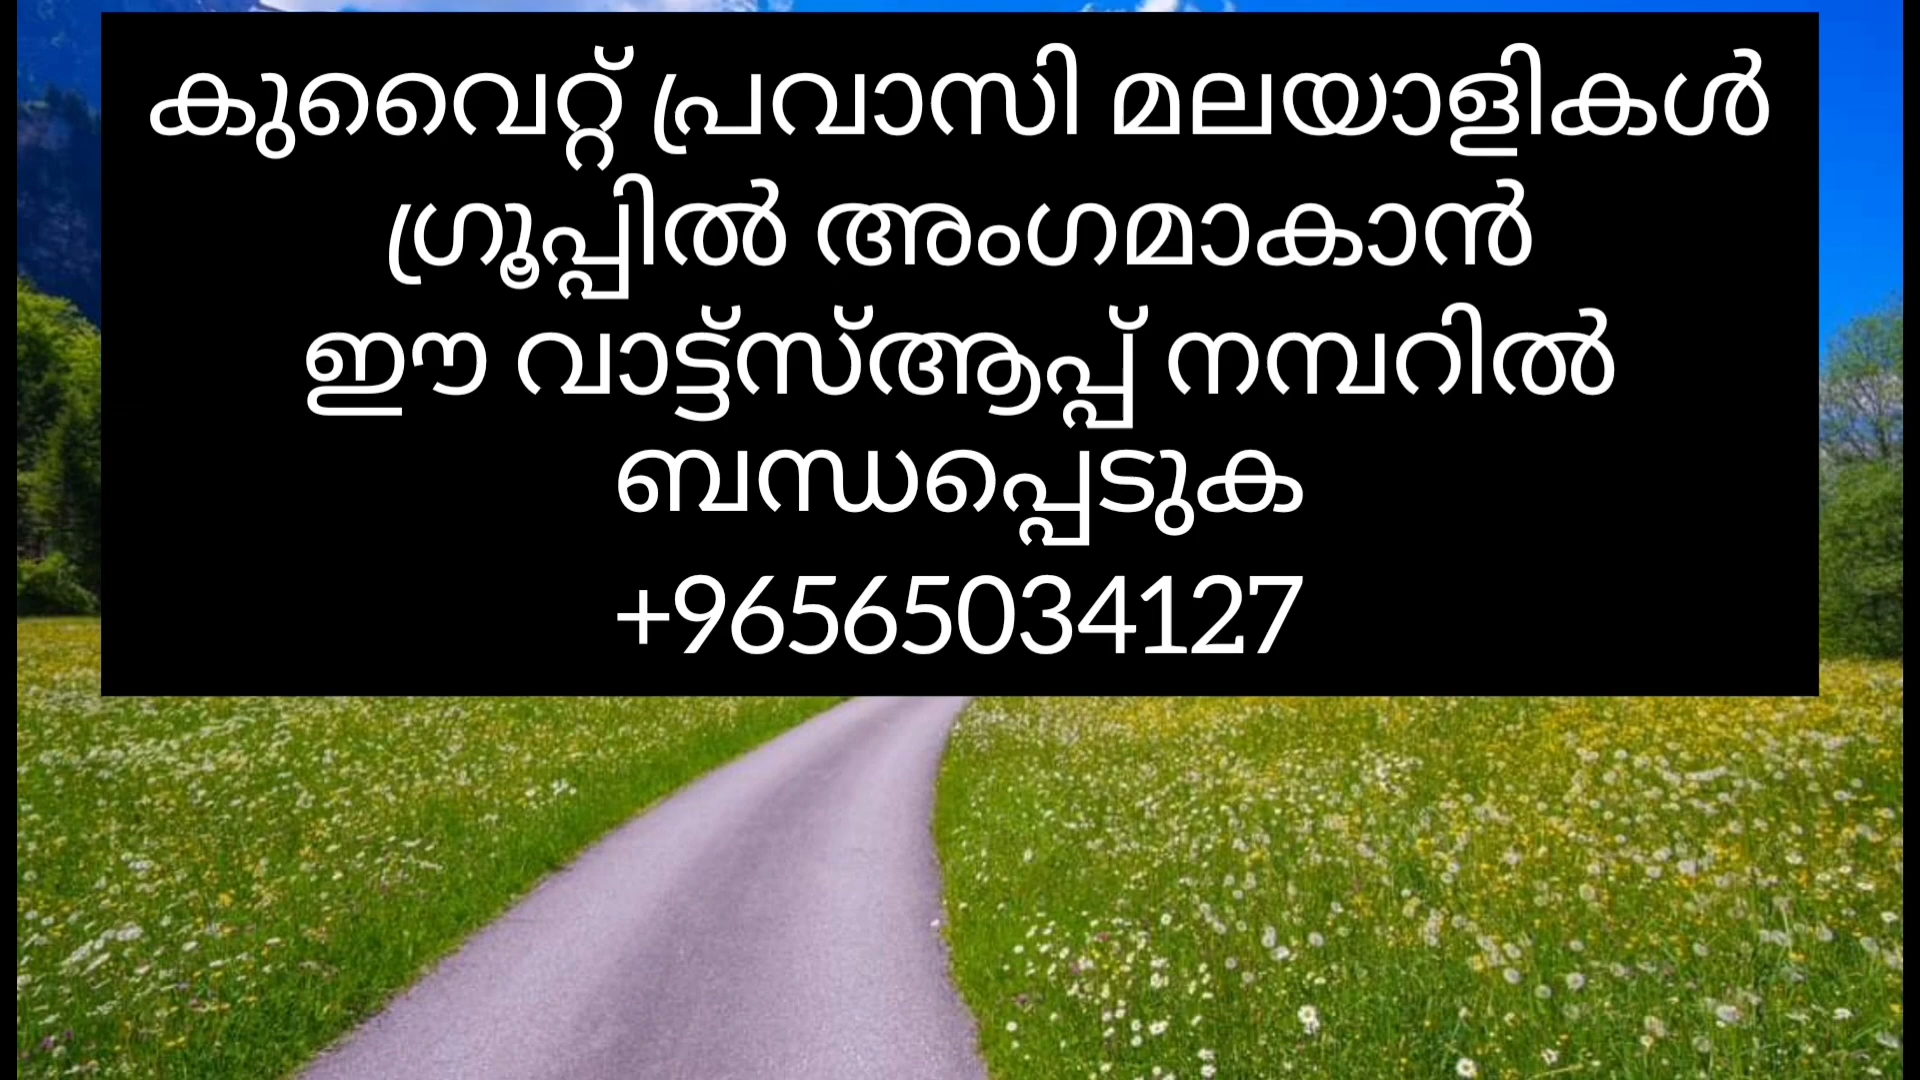 കുവൈറ്റ് പ്രവാസി മലയാളികൾ
ഗ്രൂപ്പിൽ അംഗമാകാൻ
ഈ വാട്ട്സ്ആപ്പ് നമ്പറിൽ
ബന്ധപ്പെടുക
+96565034127